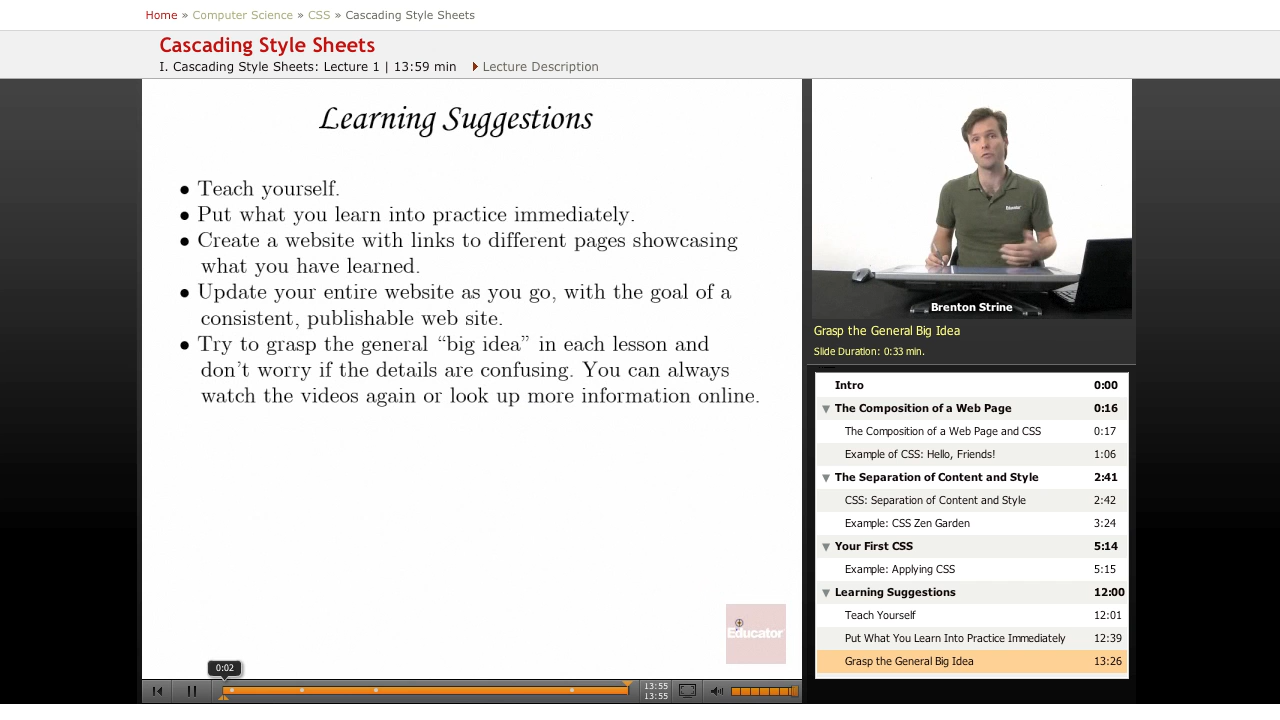 Home » Computer Science » CSS » Cascading Style Sheets
Cascading Style Sheets
I. Cascading Style Sheets: Lecture 1 | 13:59 min Lecture Description
Learning Suggestions
• Teach yourself.
• Put what you learn into practice immediately.
• Create a website with links to different pages showcasing
what you have learned.
• Update your entire website as you go, with the goal of a
consistent, publishable web site.
• Try to grasp the general “big idea” in each lesson and
don’t worry if the details are confusing. You can always
watch the videos again or look up more information online.
Educator
0:02
13:55
13:55
Educator
Brenton Strine
Grasp the General Big Idea
Slide Duration: 0:33 min.
Intro 0:00
The Composition of a Web Page 0:16
The Composition of a Web Page and CSS 0:17
Example of CSS: Hello, Friends! 1:06
The Separation of Content and Style 2:41
CSS: Separation of Content and Style 2:42
Example: CSS Zen Garden 3:24
Your First CSS 5:14
Example: Applying CSS 5:15
Learning Suggestions 12:00
Teach Yourself 12:01
Put What You Learn Into Practice Immediately 12:39
Grasp the General Big Idea 13:26